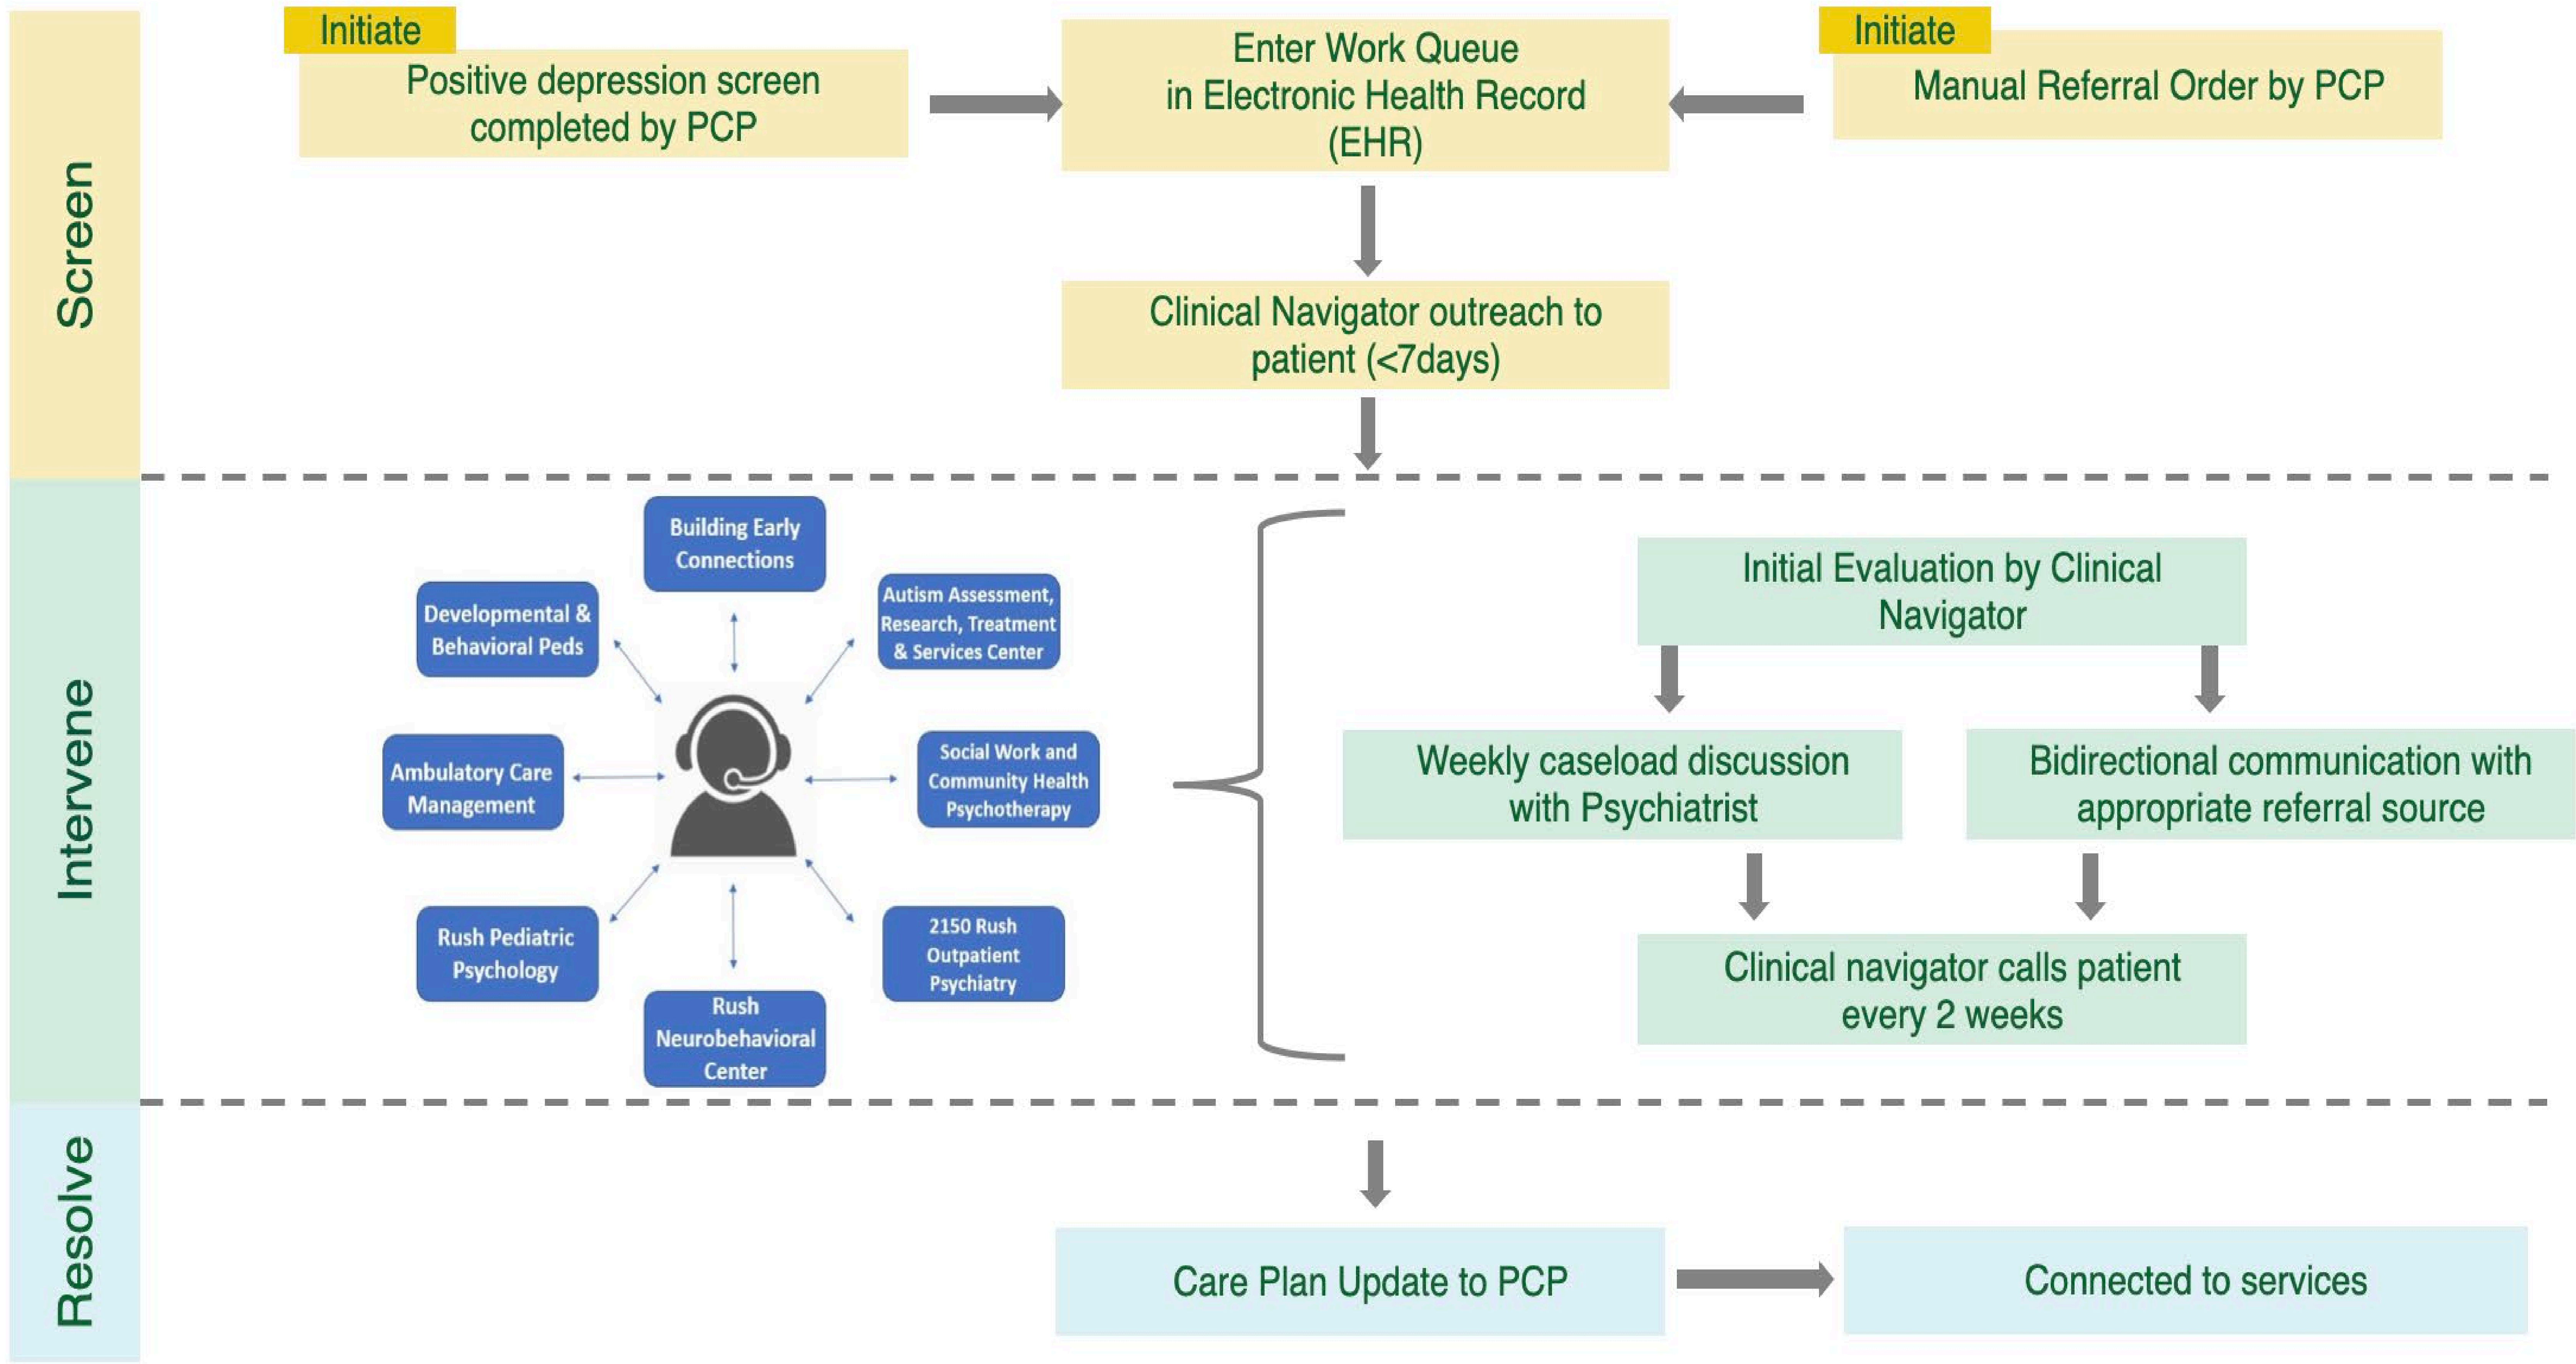 Screen
Initiate
Positive depression screen
completed by PCP
Enter Work Queue
in Electronic Health Record
(EHR)
Initiate
Manual Referral Order by PCP
Clinical Navigator outreach to
patient (<7days)
Intervene
Building Early
Connections
Developmental &
Behavioral Peds
Autism Assessment,
Research, Treatment
& Services Center
Ambulatory Care
Management
Social Work and
Community Health
Psychotherapy
Rush Pediatric
Psychology
2150 Rush
Outpatient
Psychiatry
Rush
Neurobehavioral
Center
Initial Evaluation by Clinical
Navigator
Weekly caseload discussion
with Psychiatrist
Bidirectional communication with
appropriate referral source
Clinical navigator calls patient
every 2 weeks
Resolve
Care Plan Update to PCP
Connected to services